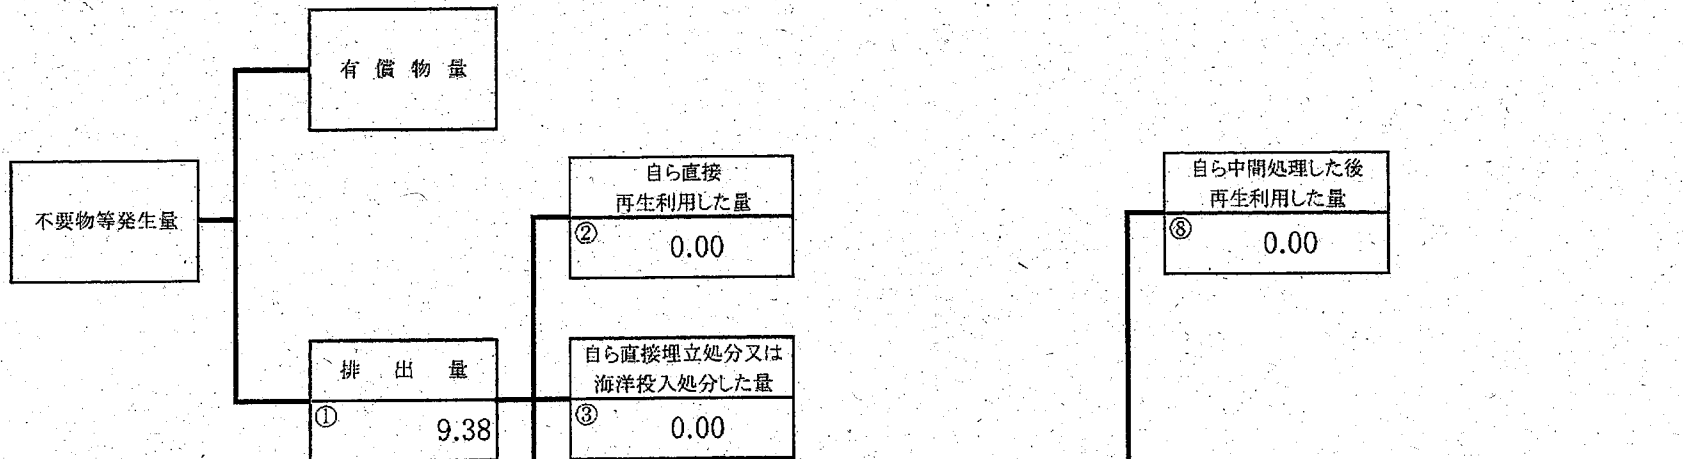 有償物量
不要物等発生量
自ら直接
再生利用した量
② 0.00
自ら中間処理した後
再生利用した量
⑧ 0.00
排出量
① 9.38
自ら直接埋立処分又は
海洋投入処分した量
③ 0.00